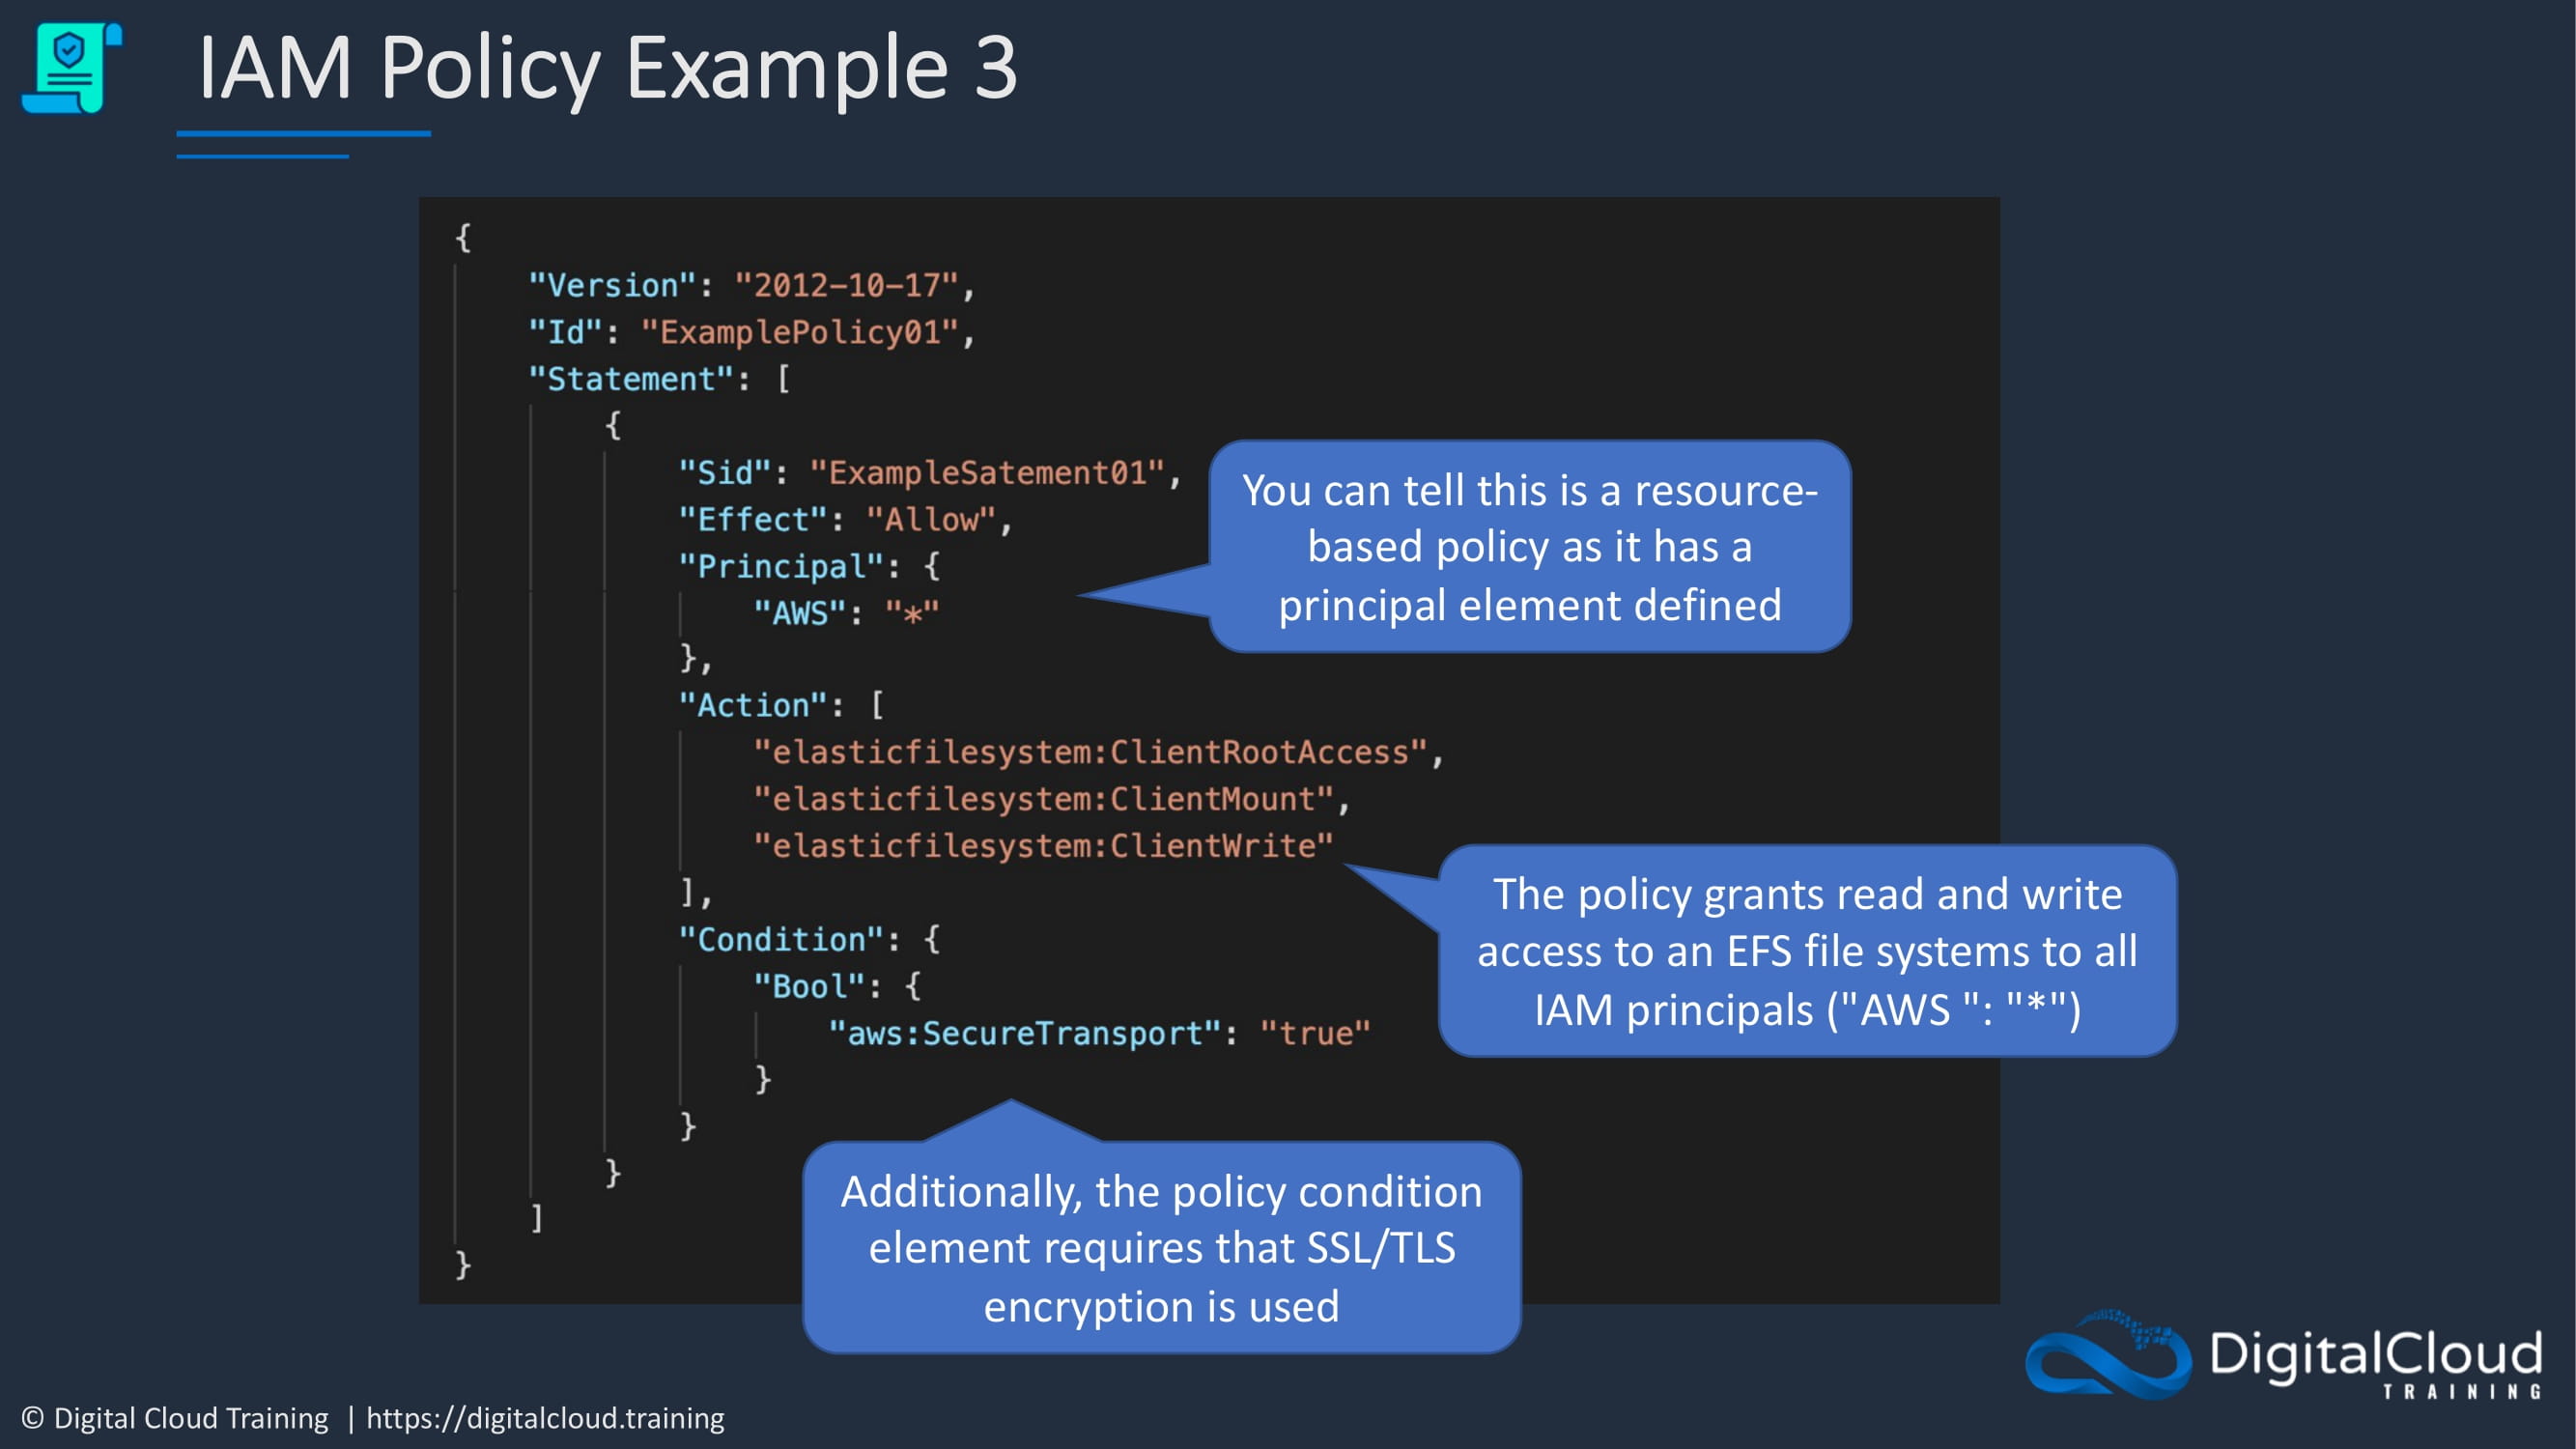 IAM Policy Example 3
{
"Version": "2012-10-17",
"Id": "ExamplePolicy01",
"Statement": [
{
"Sid": "ExampleSatement01",
"Effect": "Allow",
"Principal": {
"AWS": "*"
},
"Action": [
"elasticfilesystem:ClientRootAccess",
"elasticfilesystem:ClientMount",
"elasticfilesystem:ClientWrite"
],
"Condition": {
"Bool": {
"aws:SecureTransport": "true"
}
}
}
]
}
You can tell this is a resource-
based policy as it has a
principal element defined
The policy grants read and write
access to an EFS file systems to all
IAM principals ("AWS ": "*")
Additionally, the policy condition
element requires that SSL/TLS
encryption is used
DigitalCloud
TRAINING
© Digital Cloud Training | https://digitalcloud.training